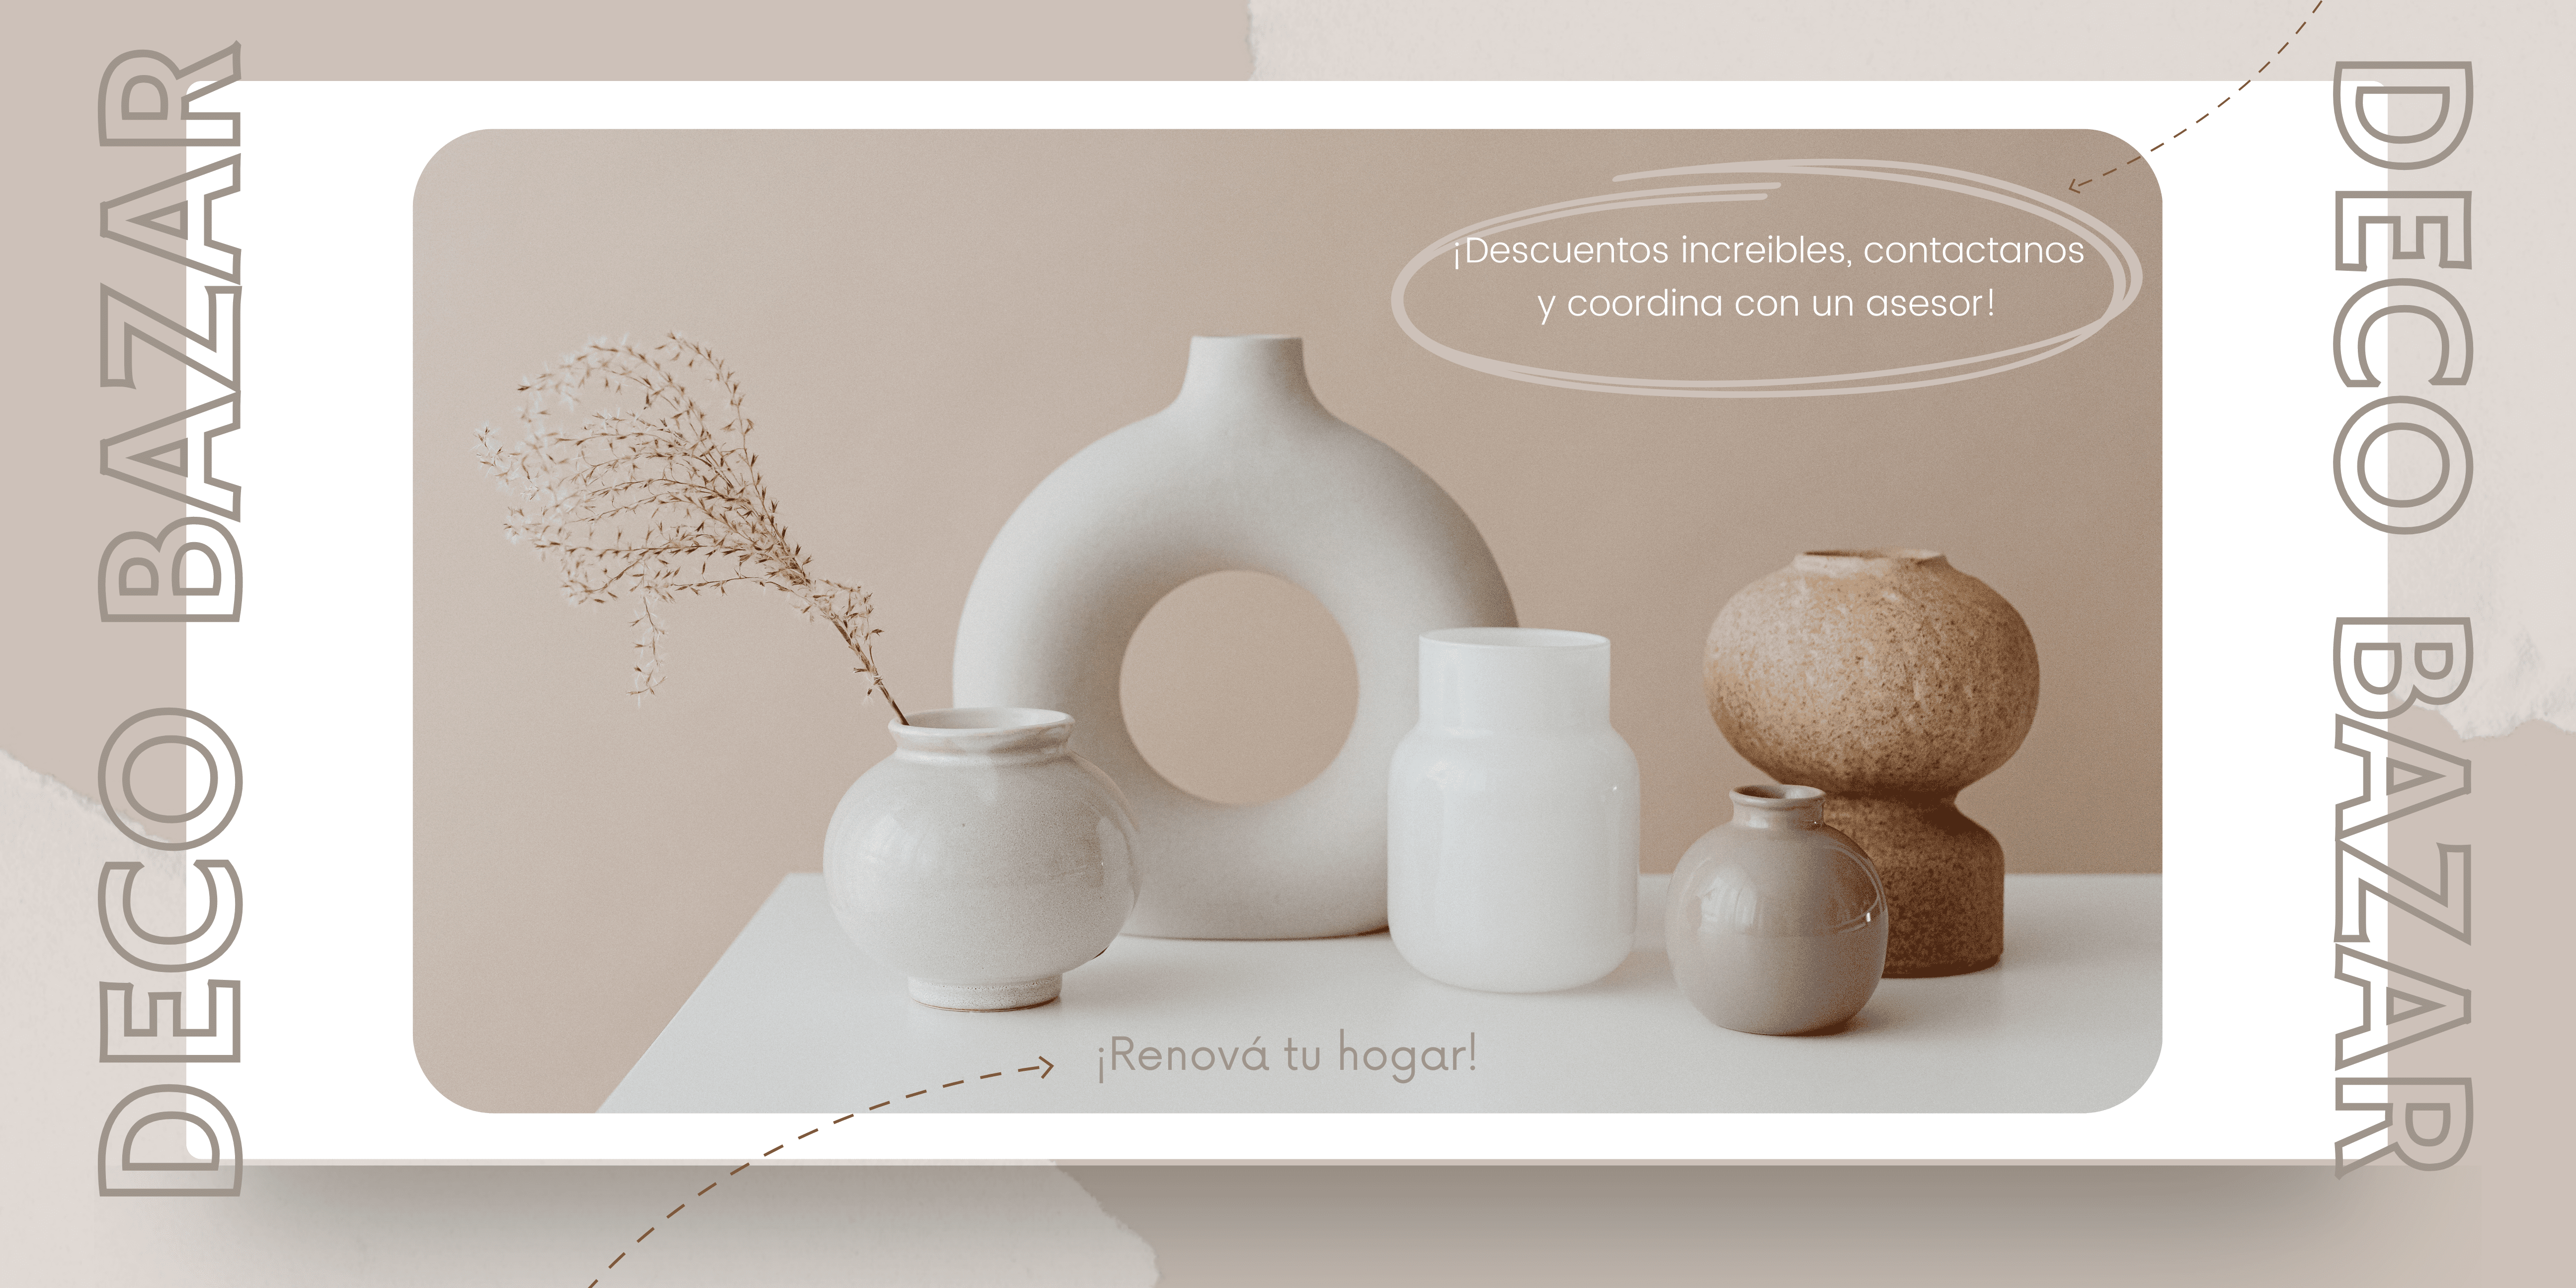 DECO BAZAR
¡Descuentos increibles, contactanos
y coordina con un asesor!
¡Renová tu hogar!
DECO BAZAR